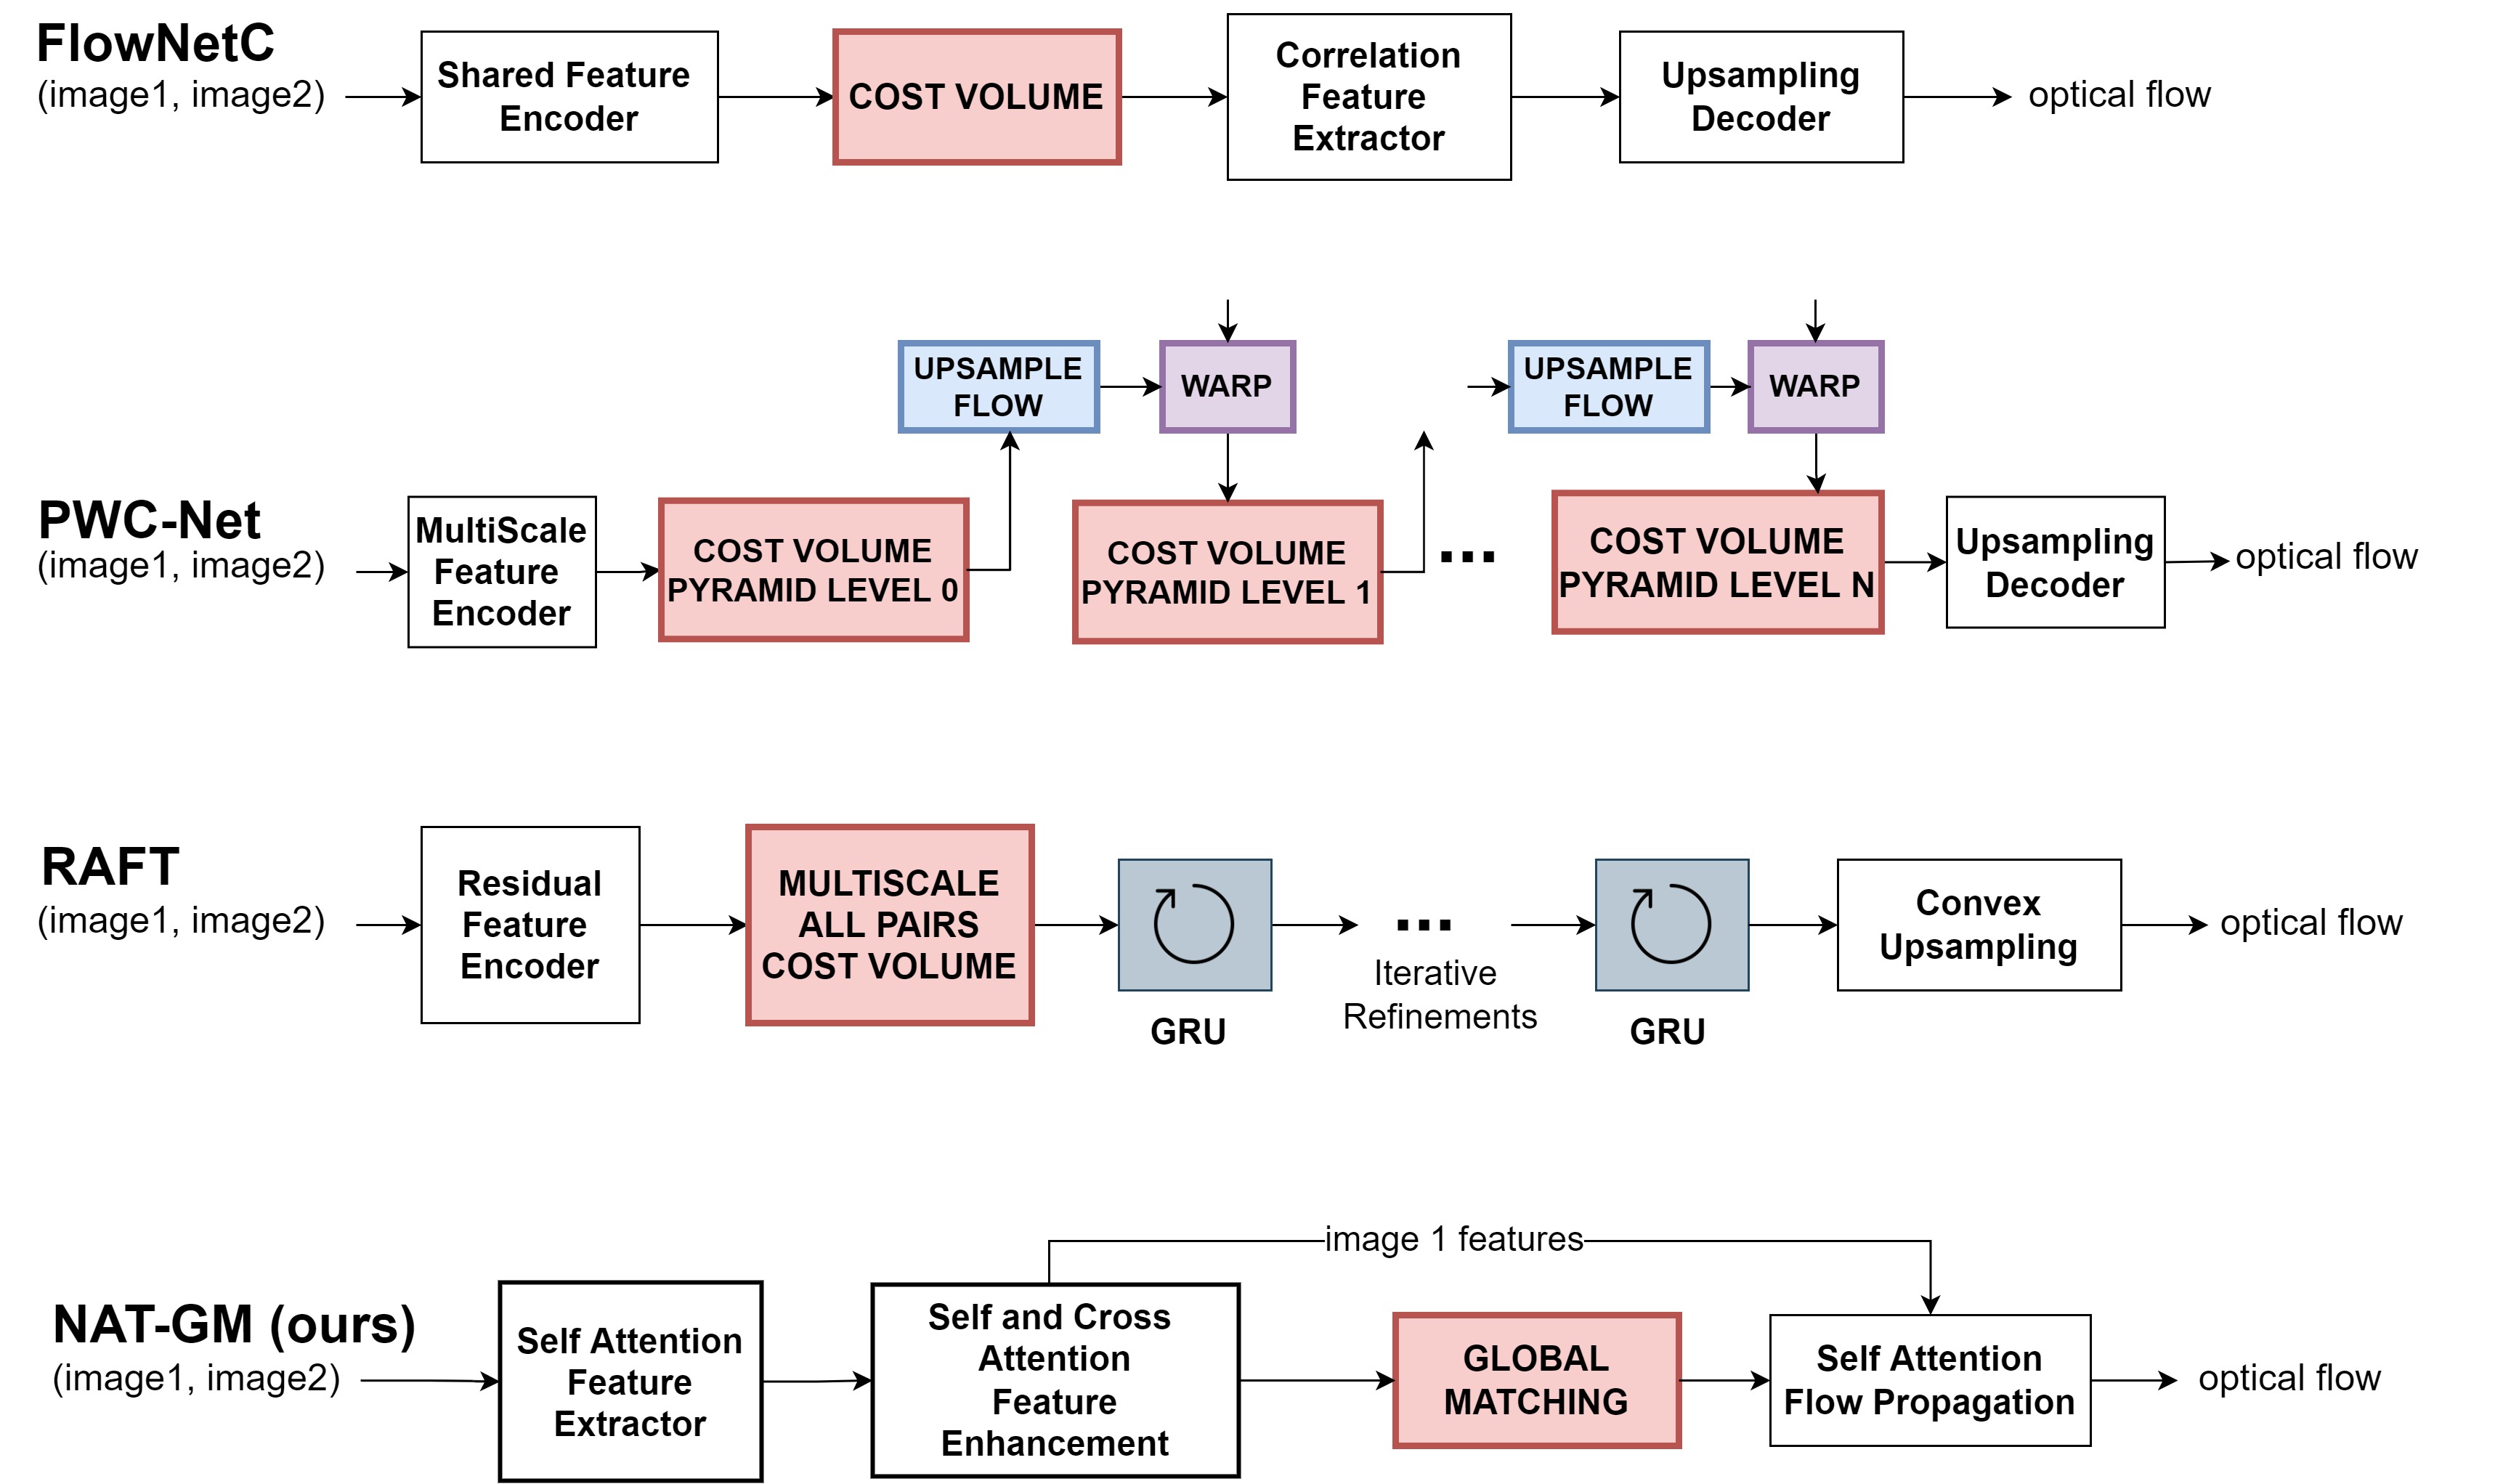 FlowNetC
(image1, image2)
Shared Feature
Encoder
COST VOLUME
Correlation
Feature
Extractor
Upsampling
Decoder
optical flow
PWC-Net
(image1, image2)
MultiScale
Feature
Encoder
COST VOLUME
PYRAMID LEVEL 0
UPSAMPLE
FLOW
WARP
COST VOLUME
PYRAMID LEVEL 1
...
UPSAMPLE
FLOW
WARP
COST VOLUME
PYRAMID LEVEL N
Upsampling
Decoder
optical flow
RAFT
(image1, image2)
Residual
Feature
Encoder
MULTISCALE
ALL PAIRS
COST VOLUME
GRU
...
Iterative
Refinements
GRU
Convex
Upsampling
optical flow
NAT-GM (ours)
(image1, image2)
Self Attention
Feature
Extractor
Self and Cross
Attention
Feature
Enhancement
image 1 features
GLOBAL
MATCHING
Self Attention
Flow Propagation
optical flow